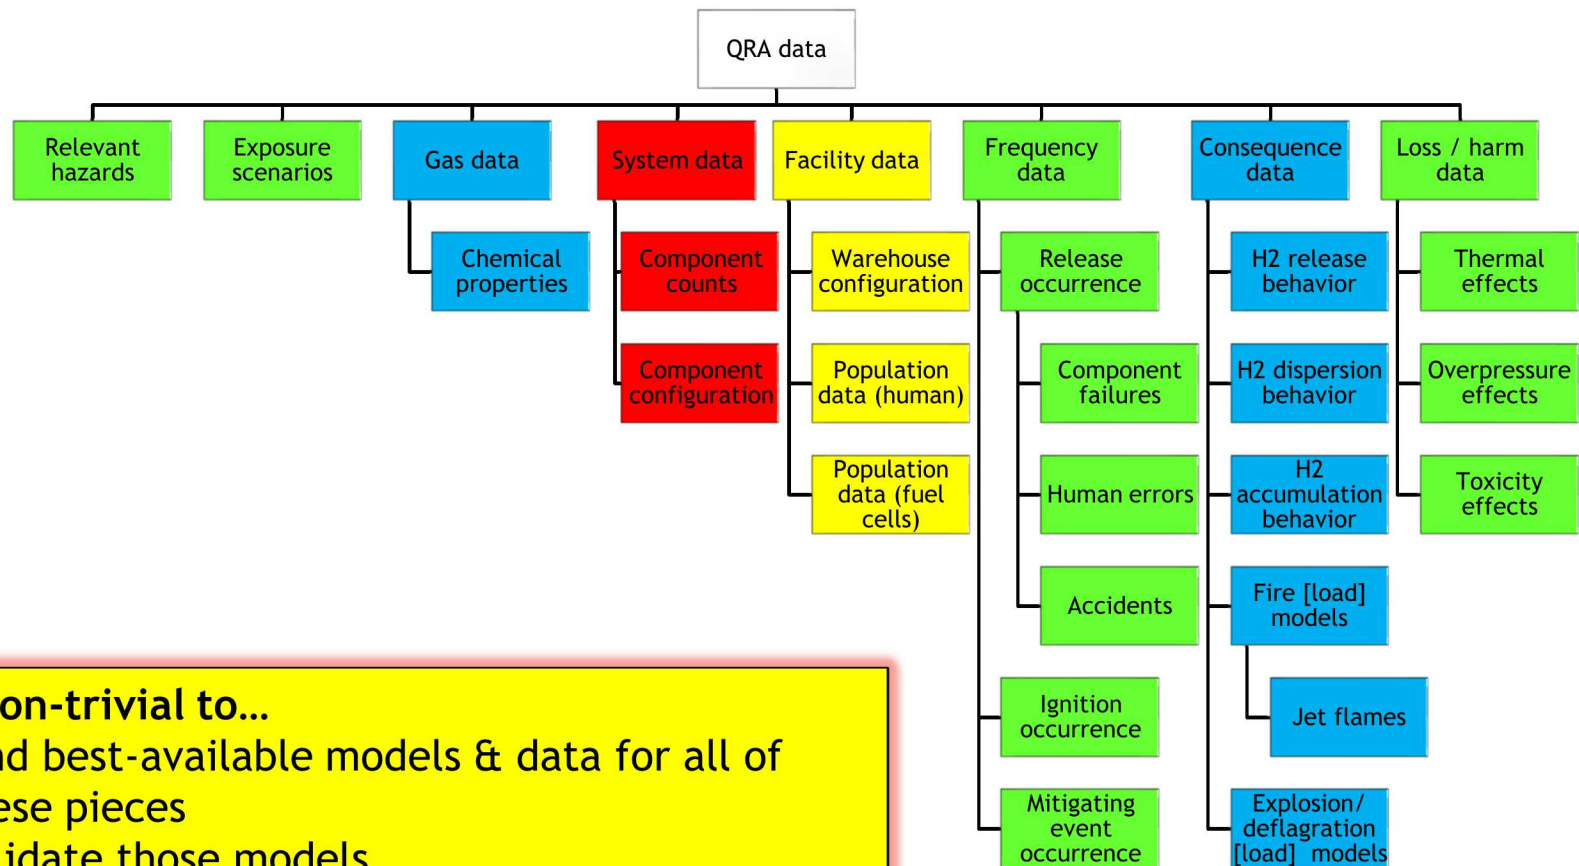 QRA data
Relevant
hazards
Exposure
scenarios
Gas data
System data
Facility data
Frequency
data
Consequence
data
Loss / harm
data
Chemical
properties
Component
counts
Component
configuration
Warehouse
configuration
Population
data (human)
Population
data (fuel
cells)
Release
occurrence
Component
failures
Human errors
Accidents
Ignition
occurrence
Mitigating
event
occurrence
H2 release
behavior
H2 dispersion
behavior
H2
accumulation
behavior
Fire [load]
models
Jet flames
Explosion/
deflagration
[load] models
Thermal
effects
Overpressure
effects
Toxicity
effects
on-trivial to…
nd best-available models & data for all of
ese pieces
lidate those models